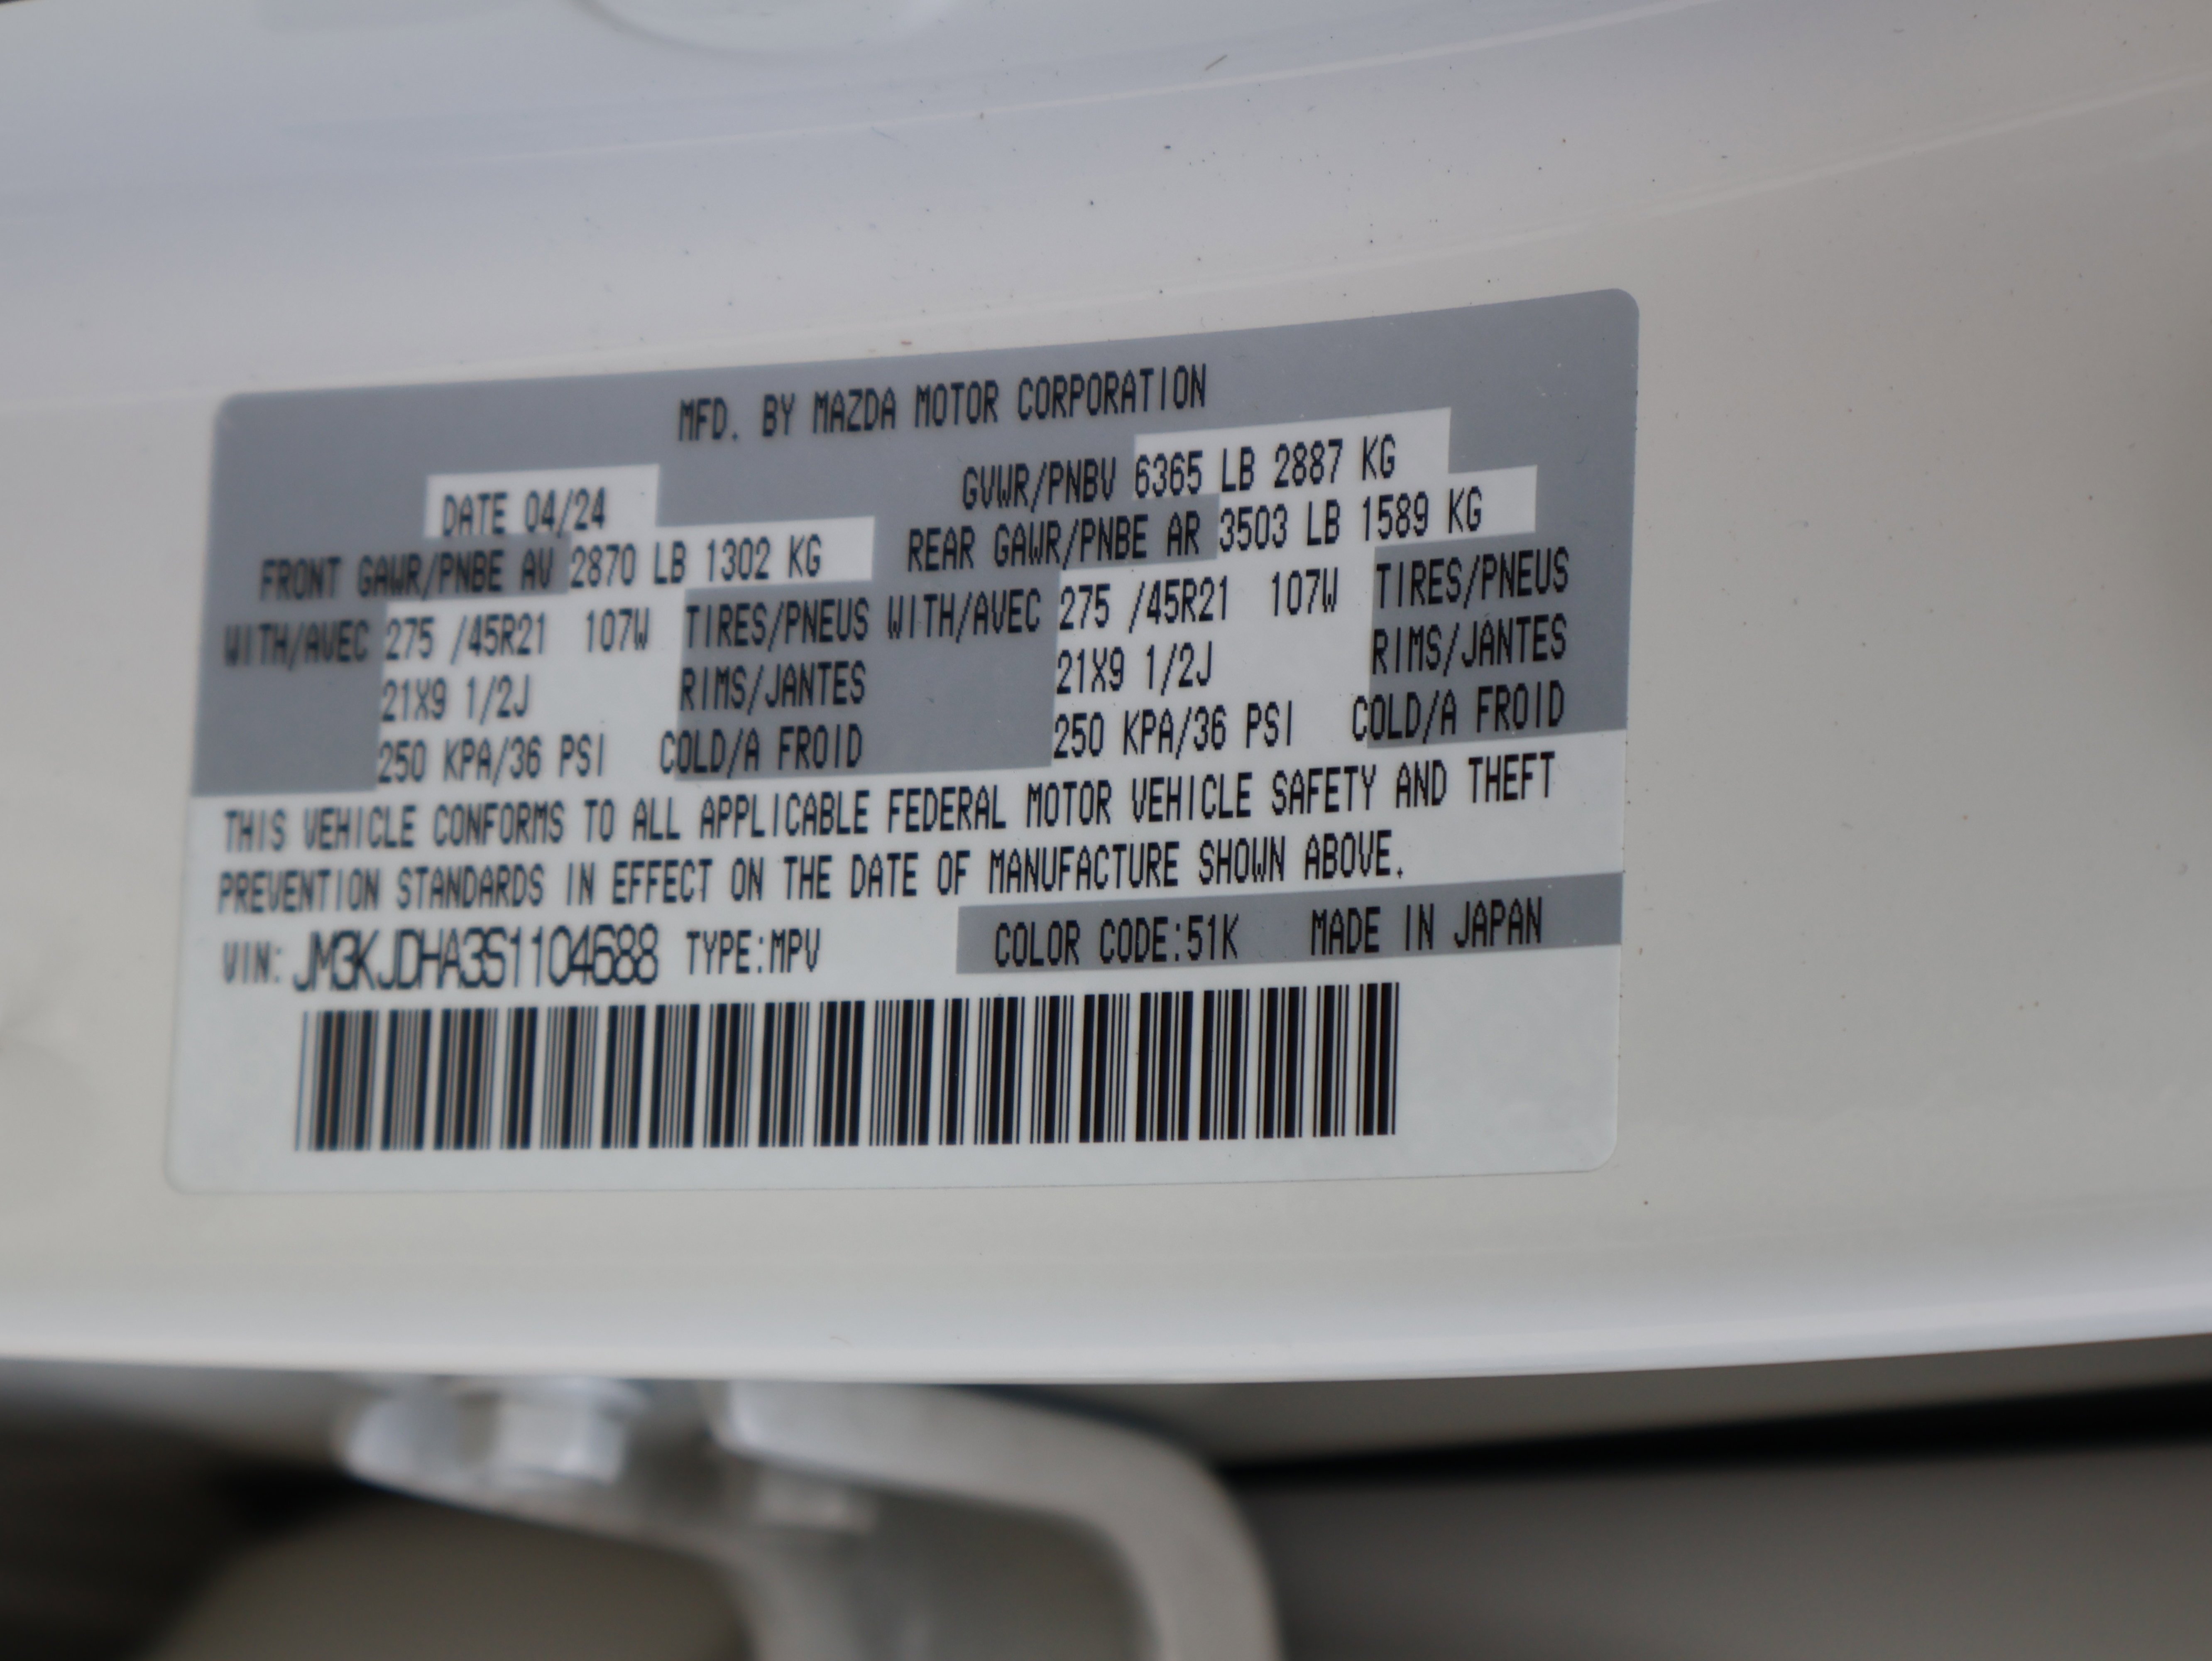 MFD. BY MAZDA MOTOR CORPORATION
DATE 04/24 GVWR/PNBV 6365 LB 2887 KG
FRONT GAWR/PNBE AV 2870 LB 1302 KG REAR GAWR/PNBE AR 3503 LB 1589 KG
WITH/AVEC 275 /45R21 107W TIRES/PNEUS WITH/AVEC 275 /45R21 107W TIRES/PNEUS
21X9 1/2J RIMS/JANTES 21X9 1/2J RIMS/JANTES
250 KPA/36 PSI COLD/A FROID 250 KPA/36 PSI COLD/A FROID
THIS VEHICLE CONFORMS TO ALL APPLICABLE FEDERAL MOTOR VEHICLE SAFETY AND THEFT
PREVENTION STANDARDS IN EFFECT ON THE DATE OF MANUFACTURE SHOWN ABOVE.
VIN: JM3KJDHA3S1104688 TYPE:MPV COLOR CODE:51K MADE IN JAPAN